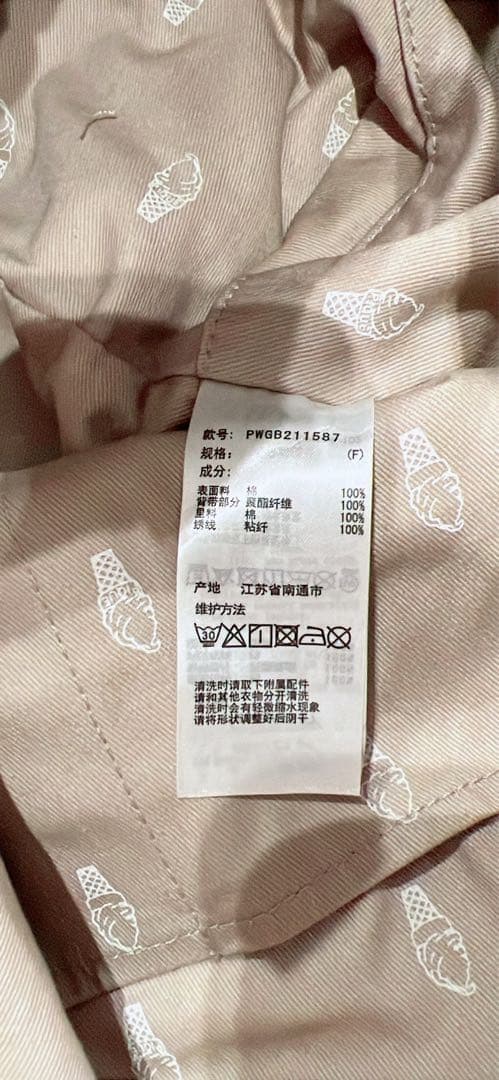 款号: PWGB211587
规格: (F)
成分:
表面料 棉 100%
背带部分 聚酯纤维 100%
里料 棉 100%
绣线 粘纤 100%
产地 江苏省南通市
维护方法
30
清洗时请取下附属配件
请和其他衣物分开清洗
清洗时会有轻微缩水现象
请将形状调整好后阴干